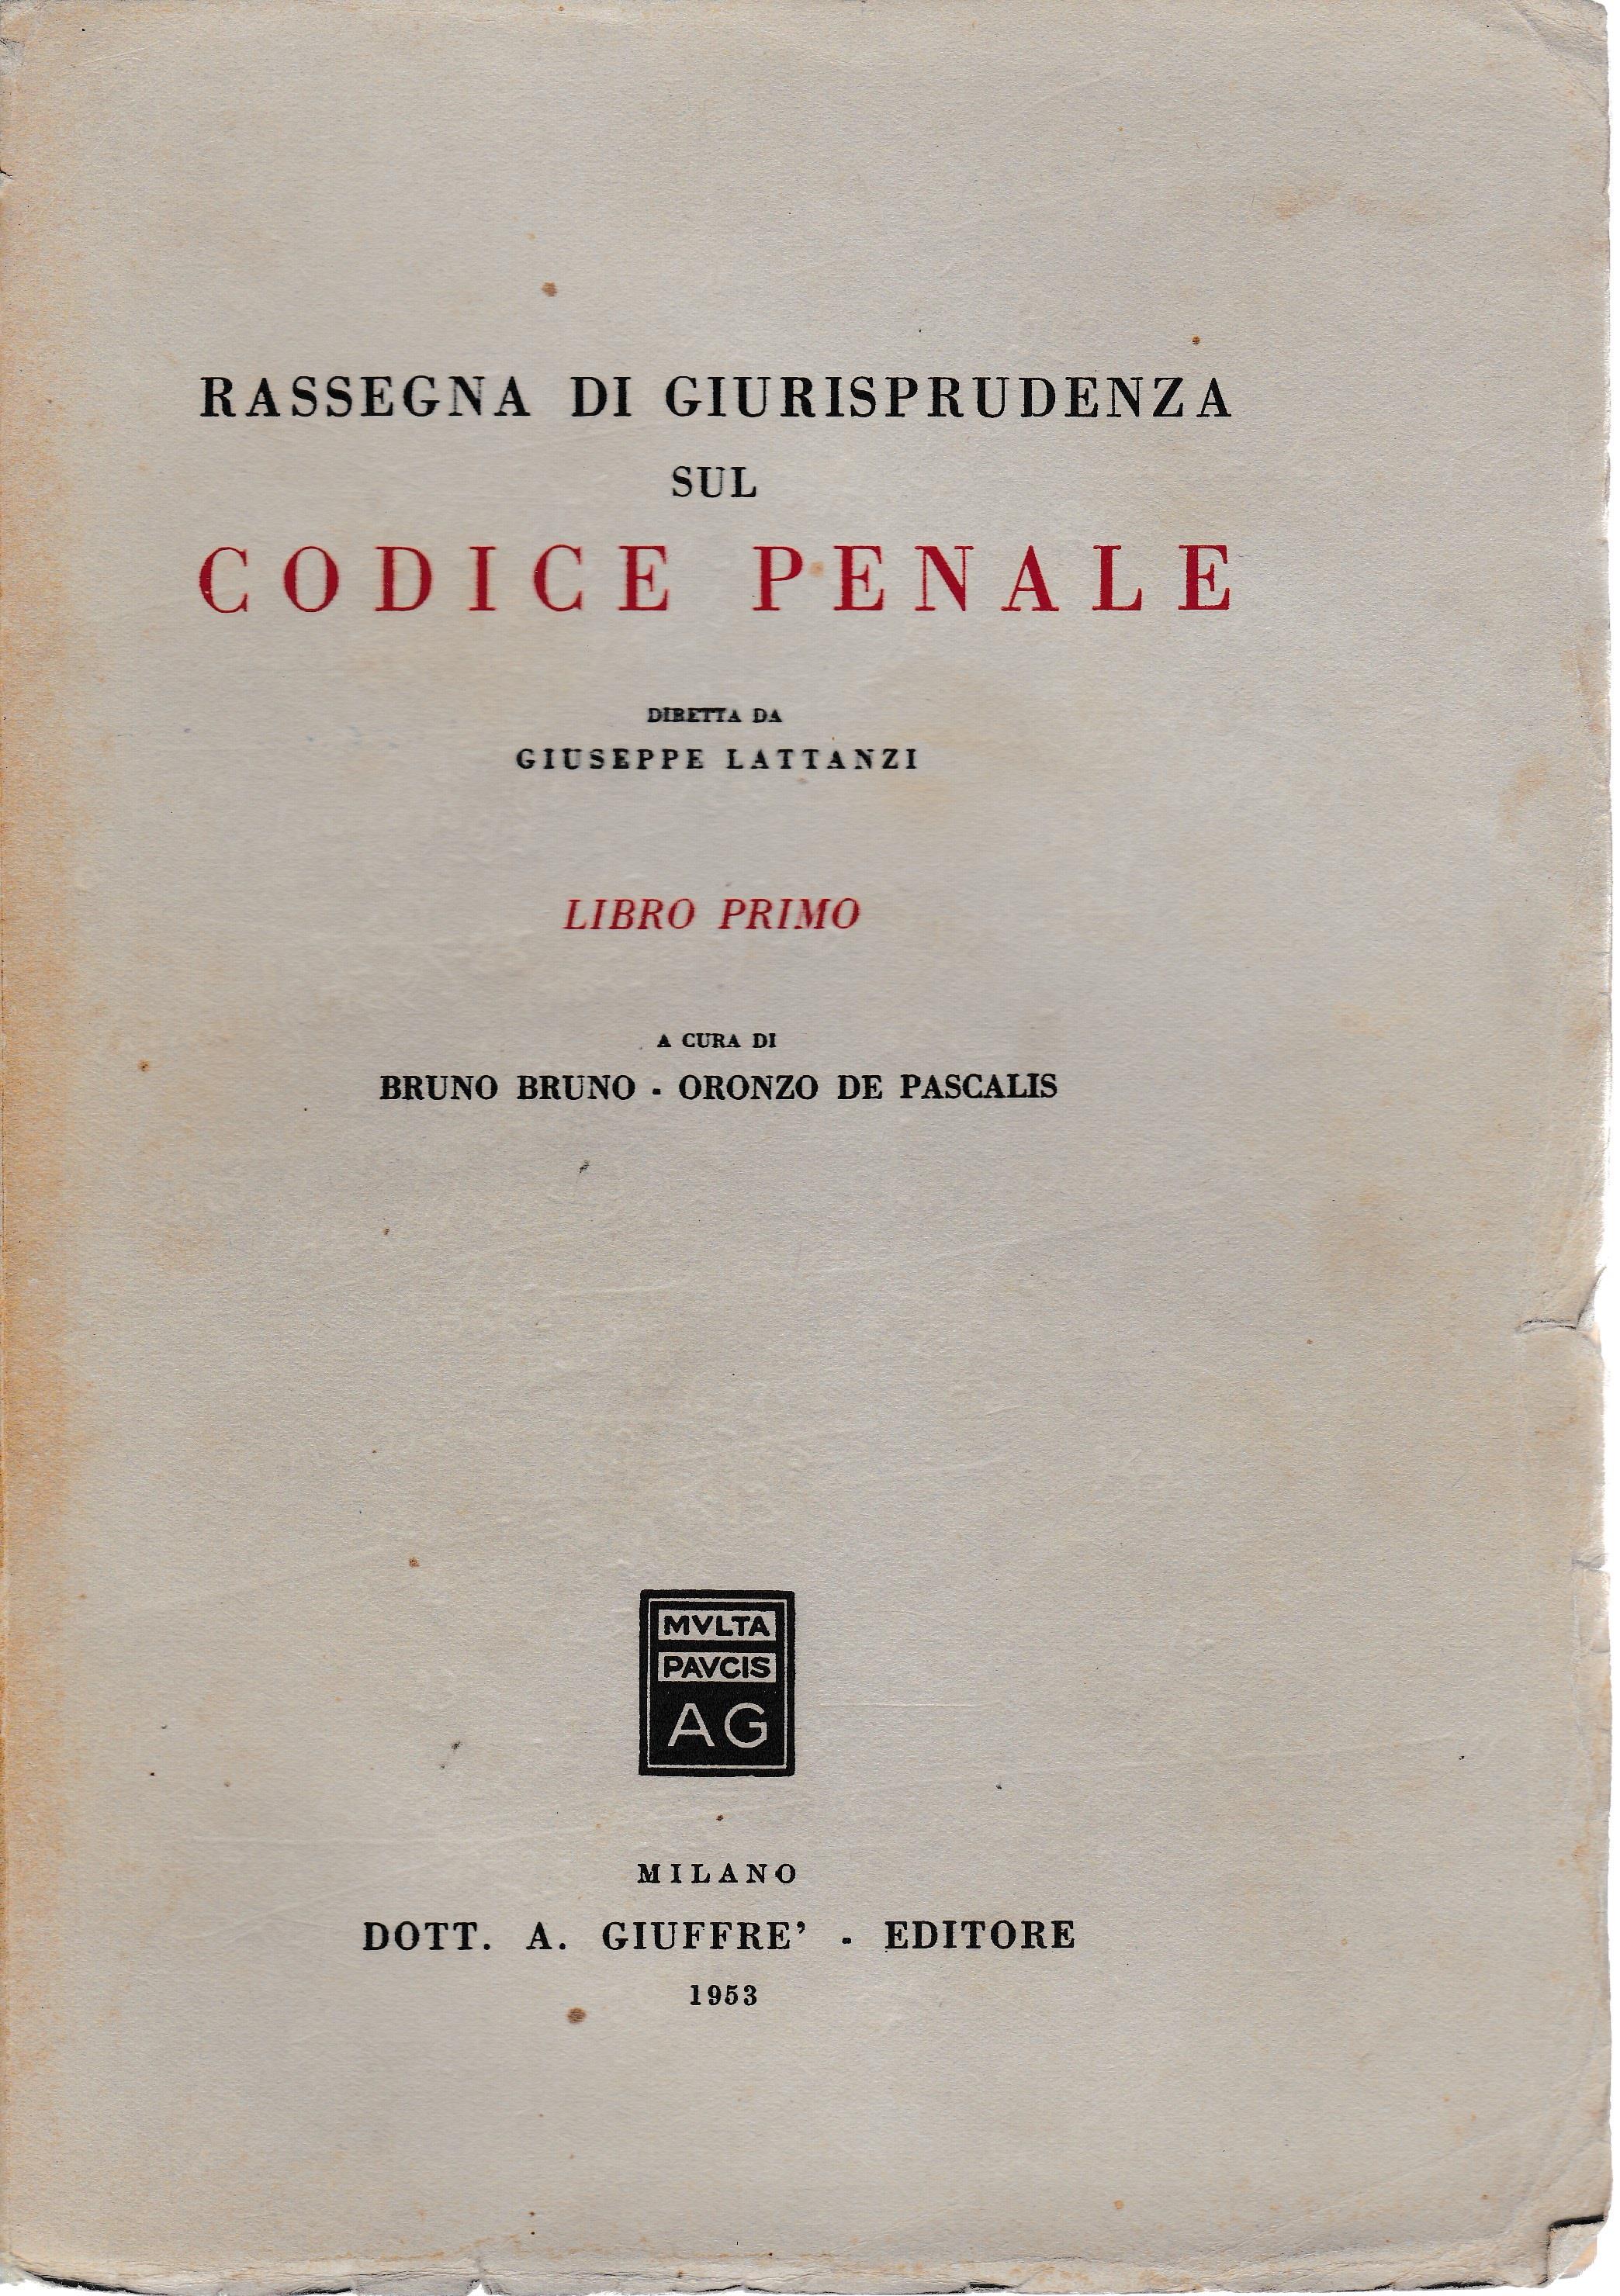 RASSEGNA DI GIURISPRUDENZA
SUL
CODICE PENALE
DIRETTA DA
GIUSEPPE LATTANZI
LIBRO PRIMO
A CURA DI
BRUNO BRUNO - ORONZO DE PASCALIS
MVLTA
PAVCIS
AG
MILANO
DOTT. A. GIUFFRE' - EDITORE
1953